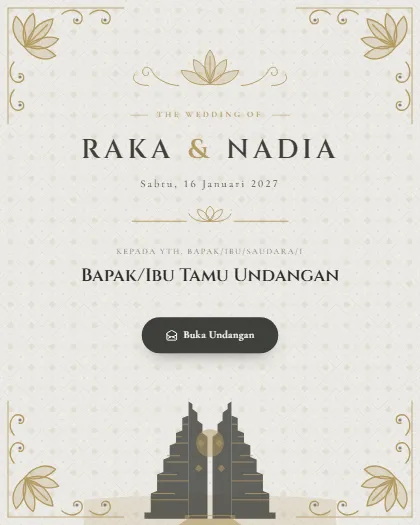 THE WEDDING OF
RAKA & NADIA
Sabtu, 16 Januari 2027
KEPADA YTH. BAPAK/IBU/SAUDARA/I
BAPAK/IBU TAMU UNDANGAN
Buka Undangan